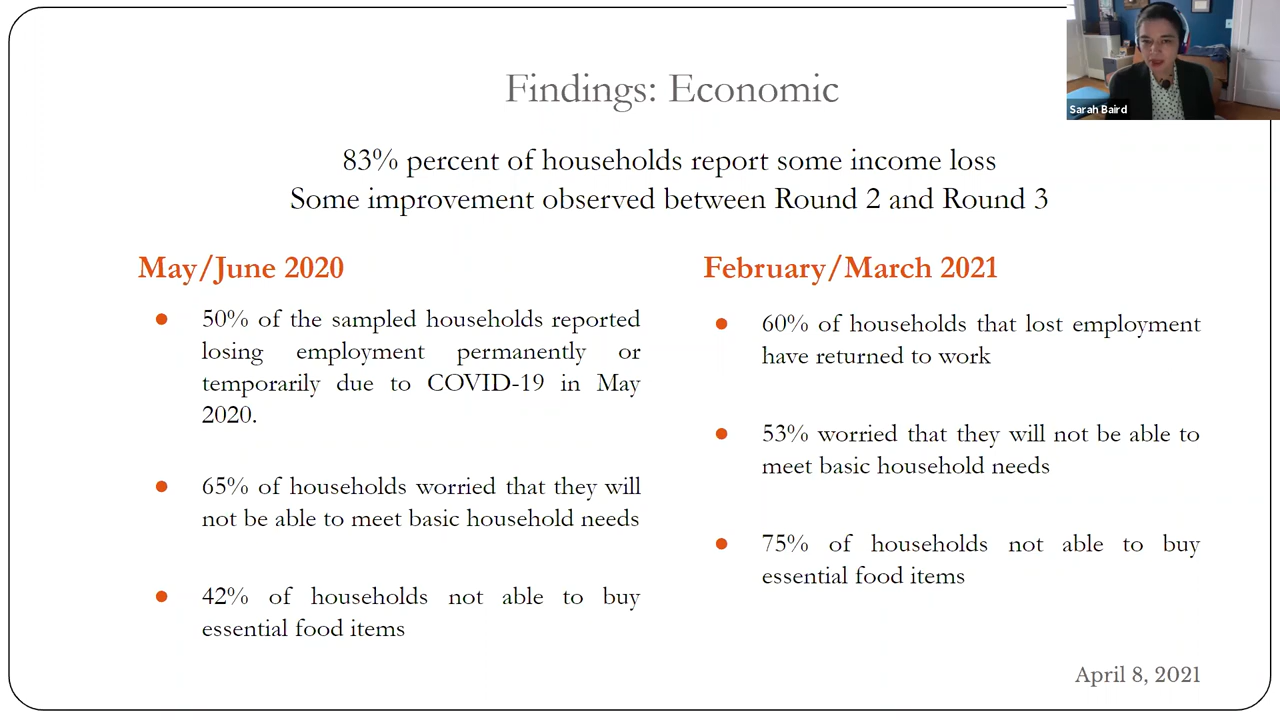 Findings: Economic
Sarah Baird
83% percent of households report some income loss
Some improvement observed between Round 2 and Round 3
May/June 2020
50% of the sampled households reported
losing employment permanently or
temporarily due to COVID-19 in May
2020.
65% of households worried that they will
not be able to meet basic household needs
42% of households not able to buy
essential food items
February/March 2021
60% of households that lost employment
have returned to work
53% worried that they will not be able to
meet basic household needs
75% of households not able to buy
essential food items
April 8, 2021